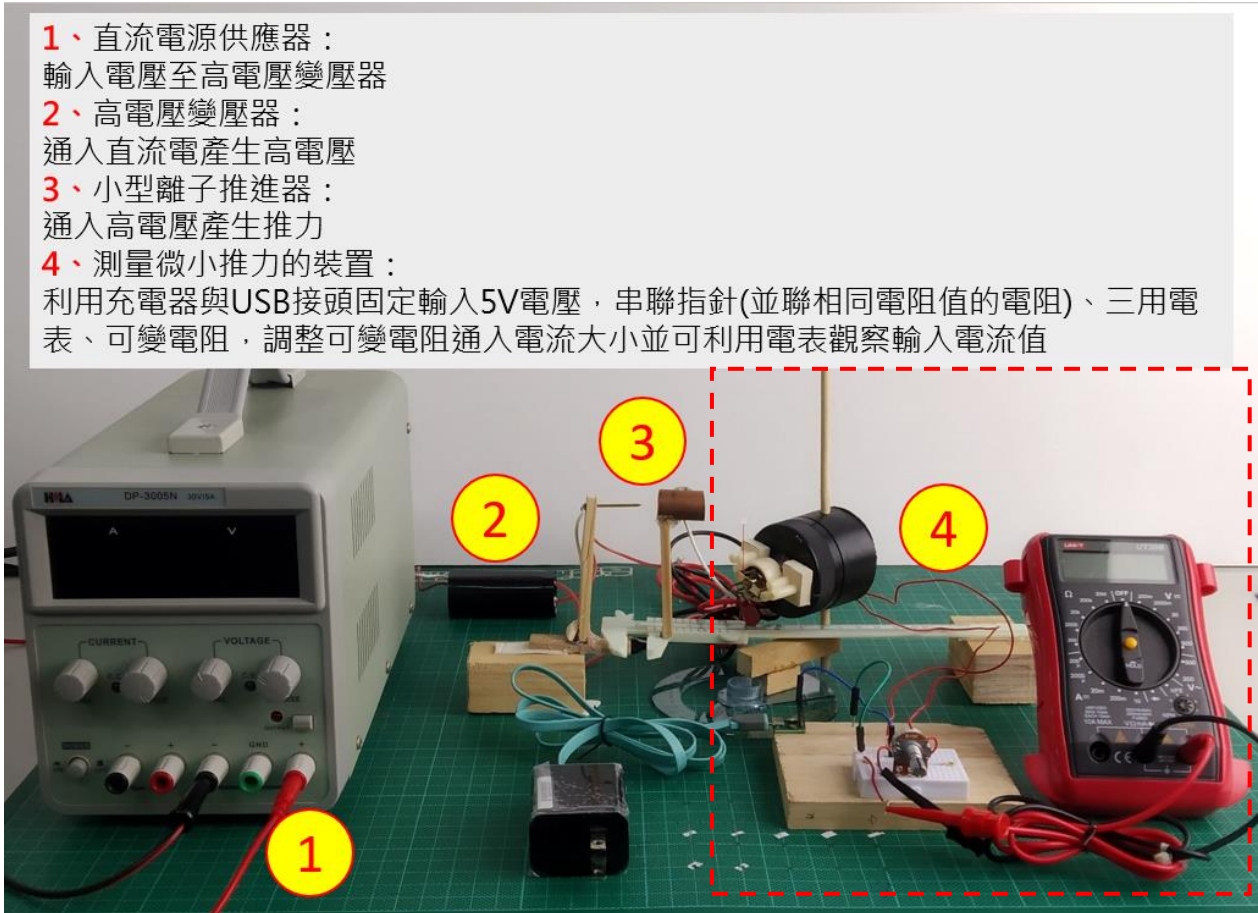 1、直流電源供應器：
輸入電壓至高電壓變壓器
2、高電壓變壓器：
通入直流電產生高電壓
3、小型離子推進器：
通入高電壓產生推力
4、測量微小推力的裝置：
利用充電器與USB接頭固定輸入5V電壓，串聯指針(並聯相同電阻值的電阻)、三用電
表、可變電阻，調整可變電阻通入電流大小並可利用電表觀察輸入電流值
3
2
4
1
DP-3005N 30V/5A
A V
CURRENT VOLTAGE
POWER
GND
UNI-T
OFF
10A MAX